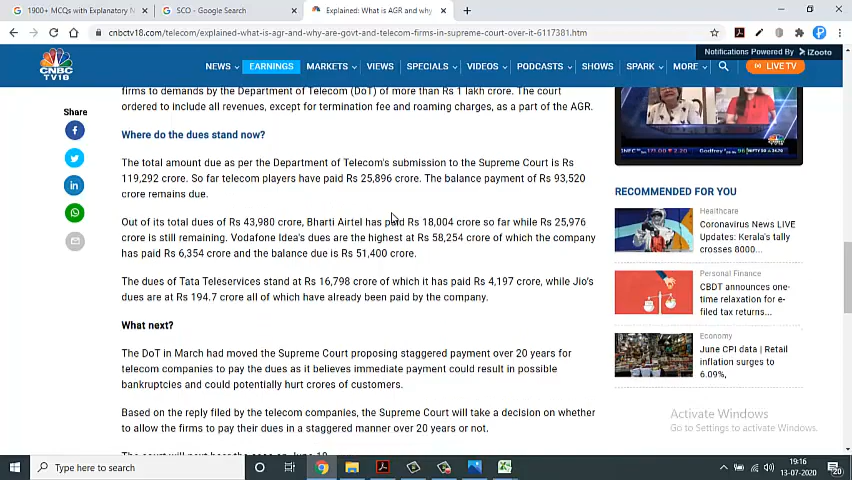 1900+ MCQs with Explanatory N
SCO - Google Search
Explained: What is AGR and why
cnbctv18.com/telecom/explained-what-is-agr-and-why-are-govt-and-telecom-firms-in-supreme-court-over-it-6117381.htm
Notifications Powered By iZooto
CNBC
TV18
NEWS
EARNINGS
MARKETS
VIEWS
SPECIALS
VIDEOS
PODCASTS
SHOWS
SPARK
MORE
LIVE TV
Share
firms to demands by the Department of Telecom (DoT) of more than Rs 1 lakh crore. The court
ordered to include all revenues, except for termination fee and roaming charges, as a part of the AGR.
Where do the dues stand now?
The total amount due as per the Department of Telecom's submission to the Supreme Court is Rs
119,292 crore. So far telecom players have paid Rs 25,896 crore. The balance payment of Rs 93,520
crore remains due.
Out of its total dues of Rs 43,980 crore, Bharti Airtel has paid Rs 18,004 crore so far while Rs 25,976
crore is still remaining. Vodafone Idea's dues are the highest at Rs 58,254 crore of which the company
has paid Rs 6,354 crore and the balance due is Rs 51,400 crore.
The dues of Tata Teleservices stand at Rs 16,798 crore of which it has paid Rs 4,197 crore, while Jio's
dues are at Rs 194.7 crore all of which have already been paid by the company.
What next?
The DoT in March had moved the Supreme Court proposing staggered payment over 20 years for
telecom companies to pay the dues as it believes immediate payment could result in possible
bankruptcies and could potentially hurt crores of customers.
Based on the reply filed by the telecom companies, the Supreme Court will take a decision on whether
to allow the firms to pay their dues in a staggered manner over 20 years or not.
RECOMMENDED FOR YOU
Healthcare
Coronavirus News LIVE
Updates: Kerala's tally
crosses 8000...
Personal Finance
CBDT announces one-
time relaxation for e-
filed tax returns...
Economy
June CPI data | Retail
inflation surges to
6.09%,
Activate Windows
Go to Settings to activate Windows.
Type here to search
19:16
13-07-2020
20